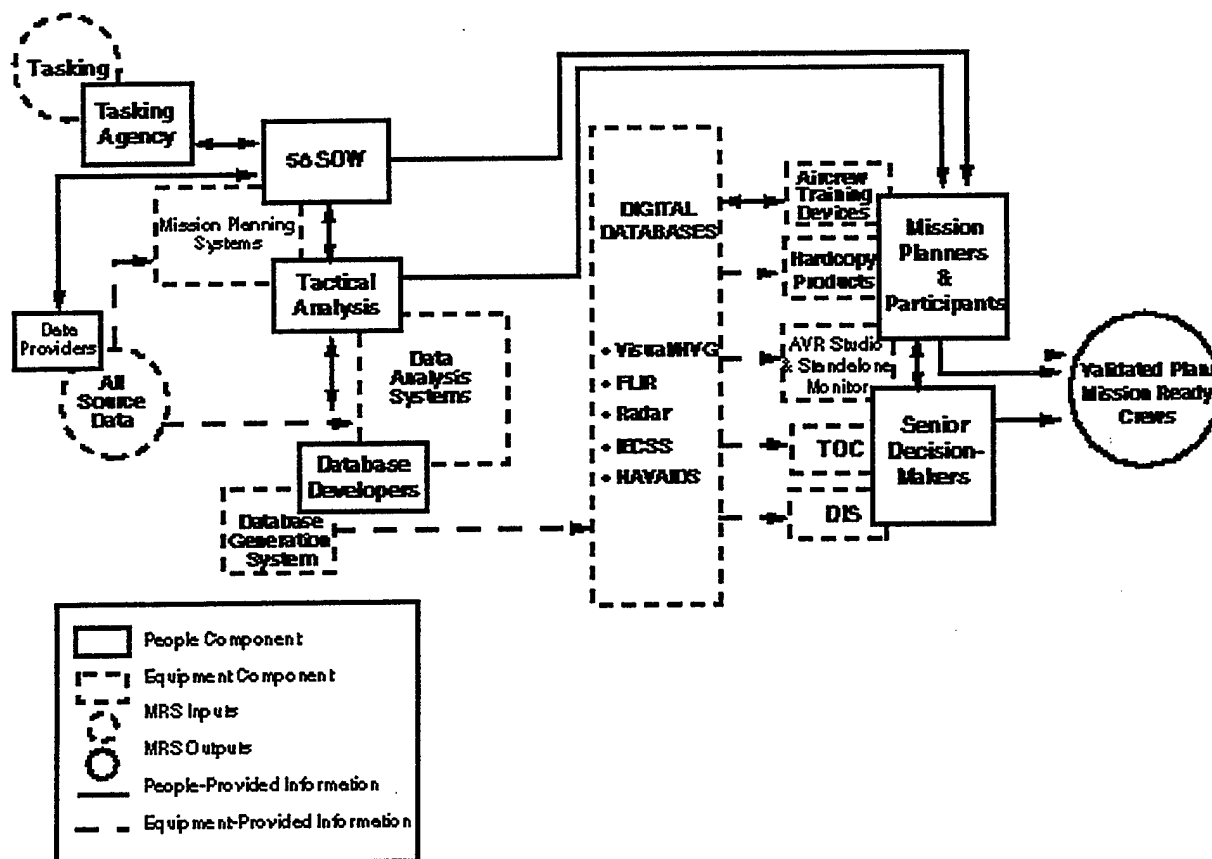 Tasking
Tasking
Agency
58 SOW
Mission Planning
Systems
Tactical
Analysis
Data
Providers
All
Source
Data
Data
Analysis
Systems
Database
Developers
Database
Generation
System
DIGITAL
DATABASES
• Visual/NVG
• FLIR
• Radar
• IECSS
• NAVAIDS
Aircrew
Training
Devices
Hardcopy
Products
AVR Studio
& Standalone
Monitor
TOC
DIS
Mission
Planners
&
Participants
Senior
Decision-
Makers
Validated Plan,
Mission Ready
Crews
People Component
Equipment Component
MRS Inputs
MRS Outputs
People-Provided Information
Equipment-Provided Information